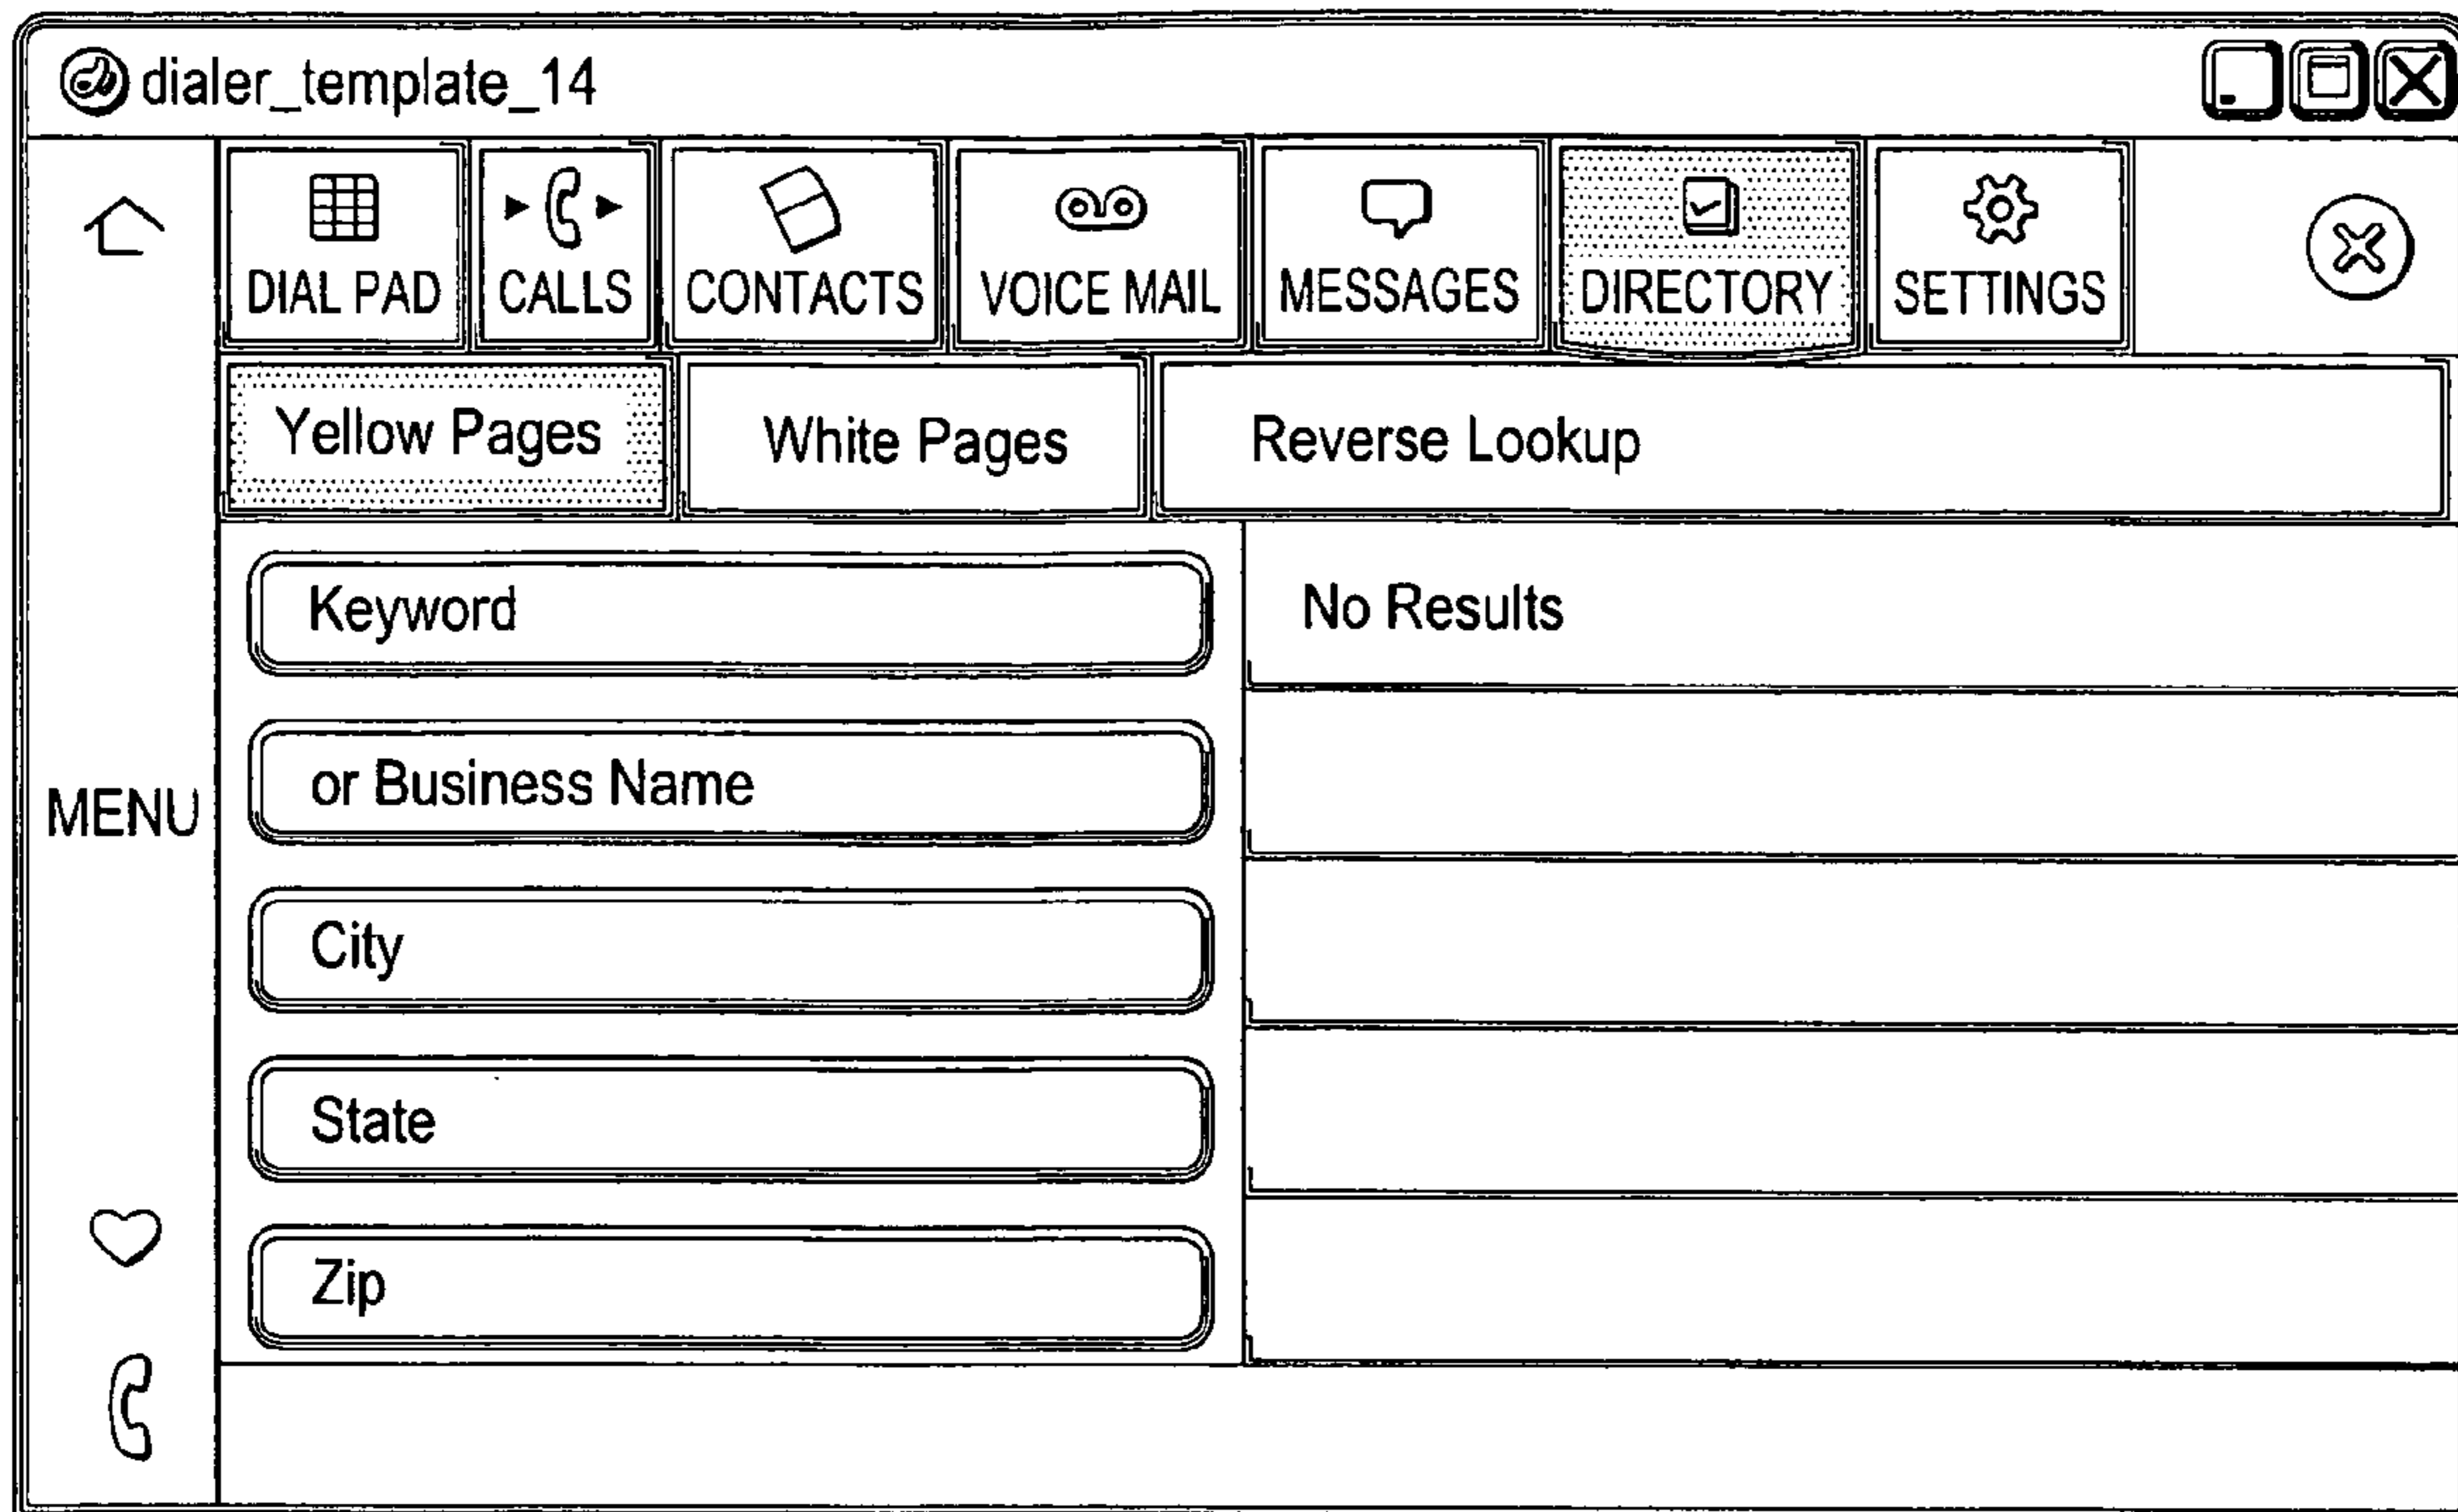 dialer_template_14
DIAL PAD CALLS CONTACTS VOICE MAIL MESSAGES DIRECTORY SETTINGS
Yellow Pages White Pages Reverse Lookup
Keyword No Results
or Business Name
MENU
City
State
Zip